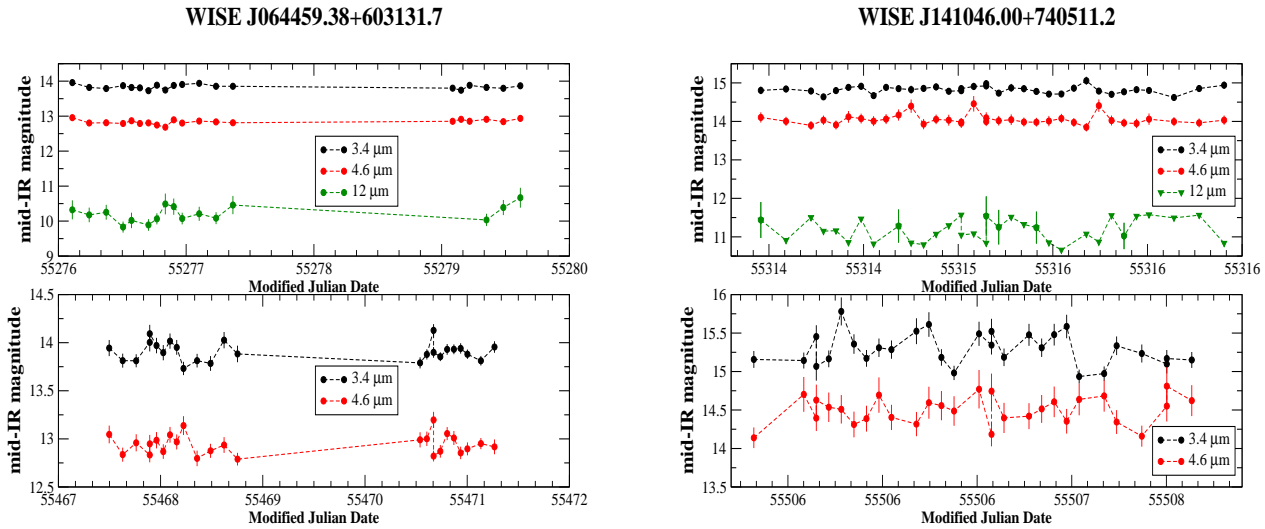 WISE J064459.38+603131.7
WISE J141046.00+740511.2
mid-IR magnitude
14
13
12
11
10
9
3.4 µm
4.6 µm
12 µm
55276
55277
55278
55279
55280
Modified Julian Date
mid-IR magnitude
15
14
13
12
11
3.4 µm
4.6 µm
12 µm
55314
55314
55315
55316
55316
55316
Modified Julian Date
mid-IR magnitude
14.5
14
13.5
13
12.5
3.4 µm
4.6 µm
55467
55468
55469
55470
55471
55472
Modified Julian Date
mid-IR magnitude
16
15.5
15
14.5
14
13.5
3.4 µm
4.6 µm
55506
55506
55506
55507
55508
Modified Julian Date